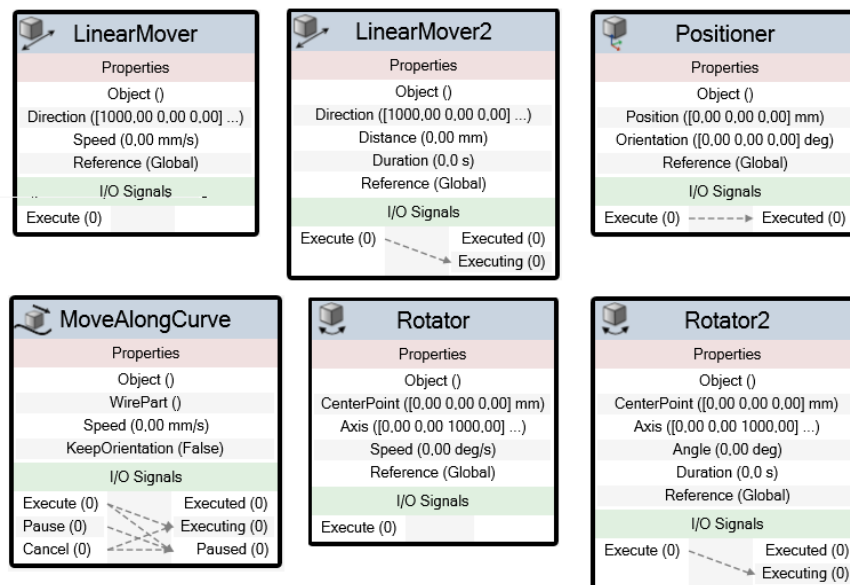 LinearMover
Properties
Object ()
Direction ([1000,00 0,00 0,00] ...)
Speed (0,00 mm/s)
Reference (Global)
I/O Signals
Execute (0)
LinearMover2
Properties
Object ()
Direction ([1000,00 0,00 0,00] ...)
Distance (0,00 mm)
Duration (0,0 s)
Reference (Global)
I/O Signals
Execute (0) Executed (0)
Executing (0)
Positioner
Properties
Object ()
Position ([0,00 0,00 0,00] mm)
Orientation ([0,00 0,00 0,00] deg)
Reference (Global)
I/O Signals
Execute (0) Executed (0)
MoveAlongCurve
Properties
Object ()
WirePart ()
Speed (0,00 mm/s)
KeepOrientation (False)
I/O Signals
Execute (0) Executed (0)
Pause (0) Executing (0)
Cancel (0) Paused (0)
Rotator
Properties
Object ()
CenterPoint ([0,00 0,00 0,00] mm)
Axis ([0,00 0,00 1000,00] ...)
Speed (0,00 deg/s)
Reference (Global)
I/O Signals
Execute (0)
Rotator2
Properties
Object ()
CenterPoint ([0,00 0,00 0,00] mm)
Axis ([0,00 0,00 1000,00] ...)
Angle (0,00 deg)
Duration (0,0 s)
Reference (Global)
I/O Signals
Execute (0) Executed (0)
Executing (0)